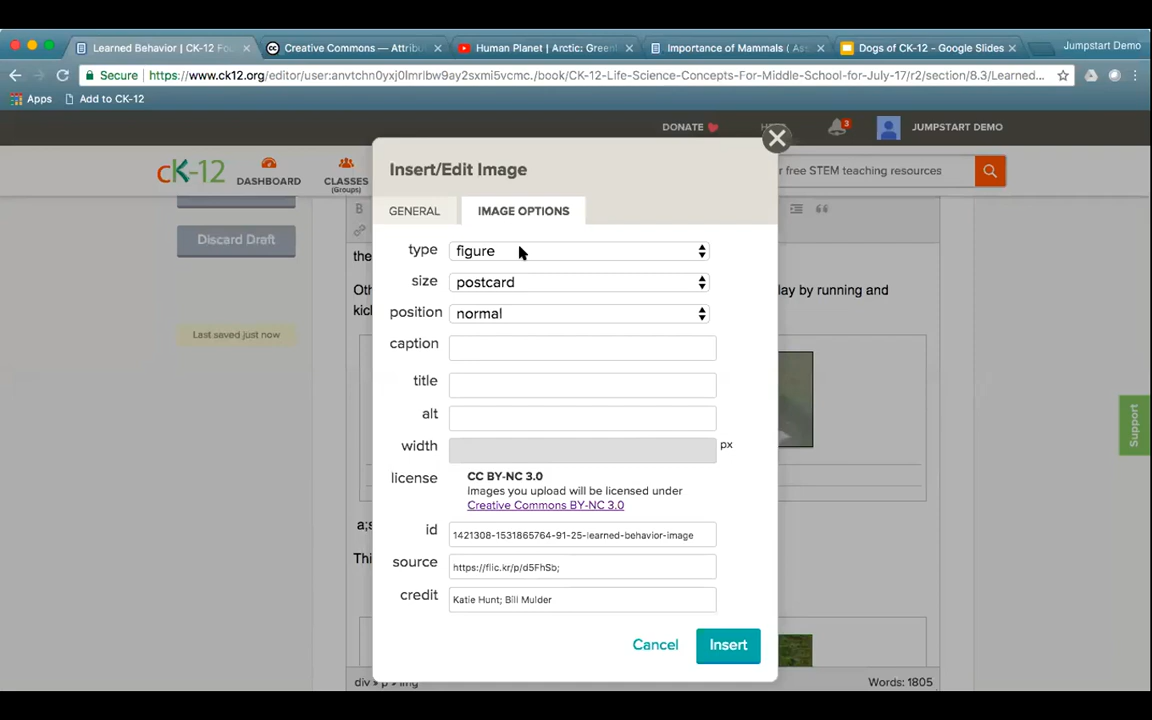 Learned Behavior | CK-12 Fou
Creative Commons — Attribu
Human Planet | Arctic: Green
Importance of Mammals ( As
Dogs of CK-12 - Google Slides
Jumpstart Demo
Secure
https://www.ck12.org/editor/user:anvtchn0yxj0lmrlbw9ay2sxmi5vcmc./book/CK-12-Life-Science-Concepts-For-Middle-School-for-July-17/r2/section/8.3/Learned...
Apps
Add to CK-12
DONATE
3
JUMPSTART DEMO
cK-12
DASHBOARD
CLASSES
(Groups)
r free STEM teaching resources
Insert/Edit Image
GENERAL
IMAGE OPTIONS
Discard Draft
B
the
Oth
lay by running and
kick
Last saved just now
type
figure
size
postcard
position
normal
caption
title
alt
width
px
license
CC BY-NC 3.0
Images you upload will be licensed under
Creative Commons BY-NC 3.0
id
1421308-1531865764-91-25-learned-behavior-image
source
https://flic.kr/p/d5FhSb;
credit
Katie Hunt; Bill Mulder
Cancel
Insert
a;s
Thi
Support
div » p » img
Words: 1805